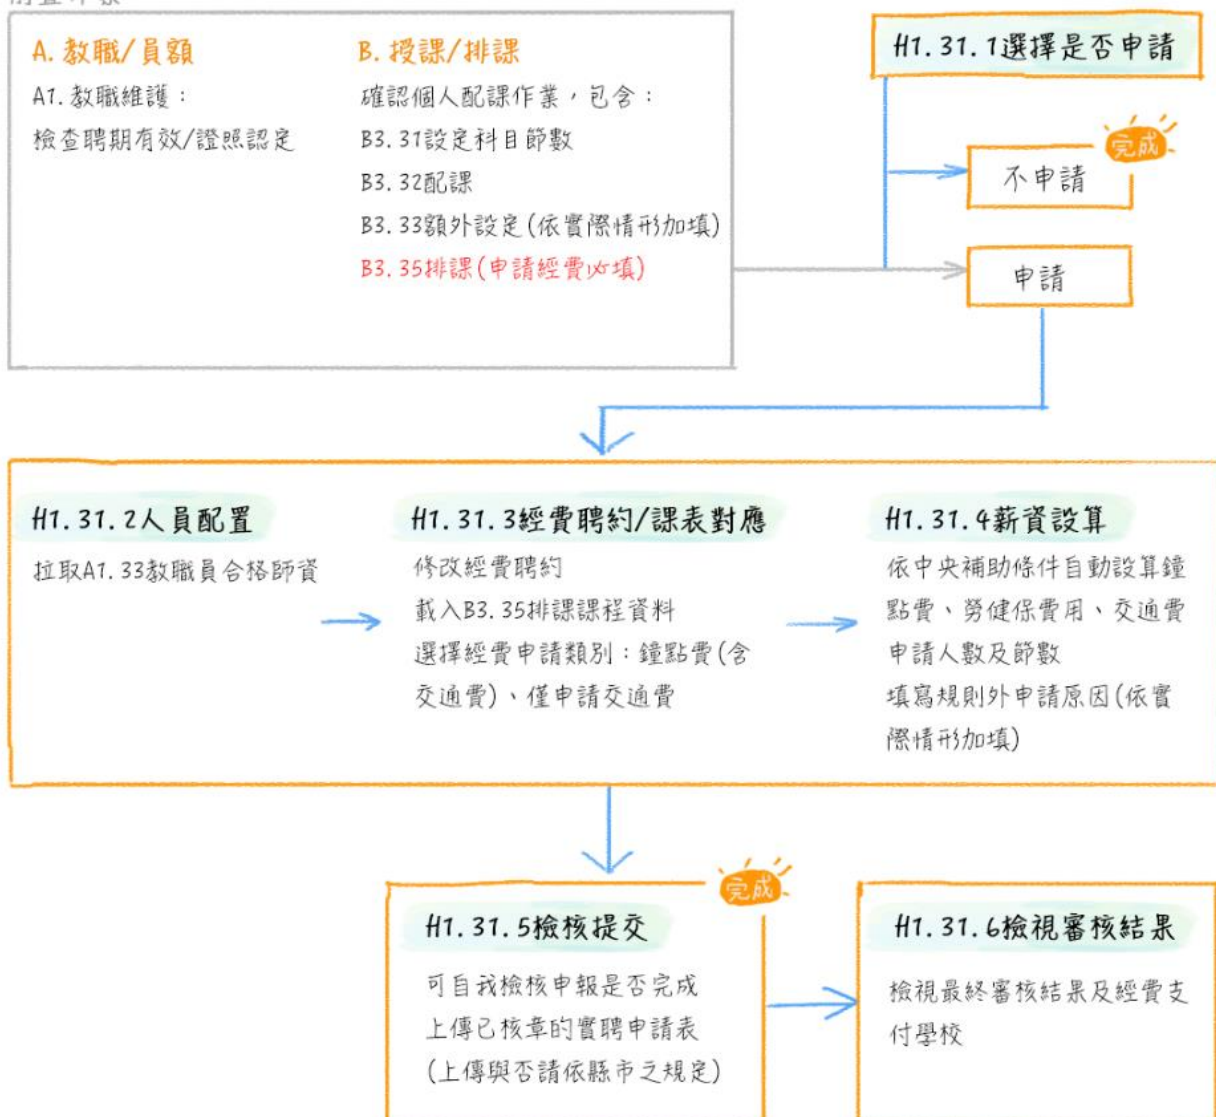 A. 教職/員額
A1. 教職維護：
檢查聘期有效/證照認定
B. 授課/排課
確認個人配課作業，包含：
B3.31設定科目節數
B3.32配課
B3.33額外設定(依實際情形加填)
B3.35排課(申請經費必填)
H1.31.1選擇是否申請
完成
不申請
申請
H1.31.2人員配置
拉取A1.33教職員合格師資
H1.31.3經費聘約/課表對應
修改經費聘約
載入B3.35排課課程資料
選擇經費申請類別：鐘點費(含
交通費)、僅申請交通費
H1.31.4薪資設算
依中央補助條件自動設算鐘
點費、勞健保費用、交通費
申請人數及節數
填寫規則外申請原因(依實
際情形加填)
完成
H1.31.5檢核提交
可自我檢核申報是否完成
上傳已核章的實聘申請表
(上傳與否請依縣市之規定)
H1.31.6檢視審核結果
檢視最終審核結果及經費支
付學校